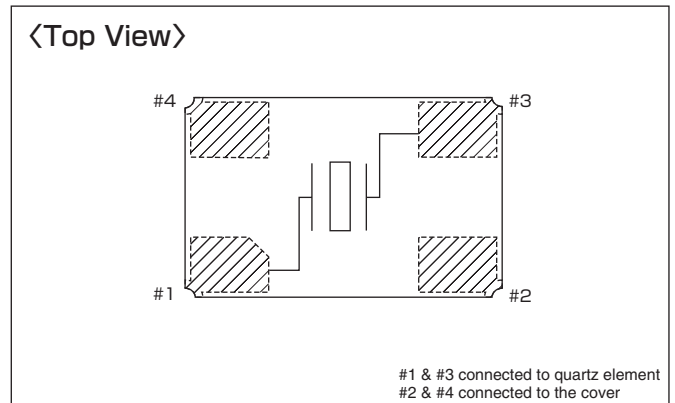 〈Top View〉
#4
#3
#1
#2
#1 & #3 connected to quartz element
#2 & #4 connected to the cover